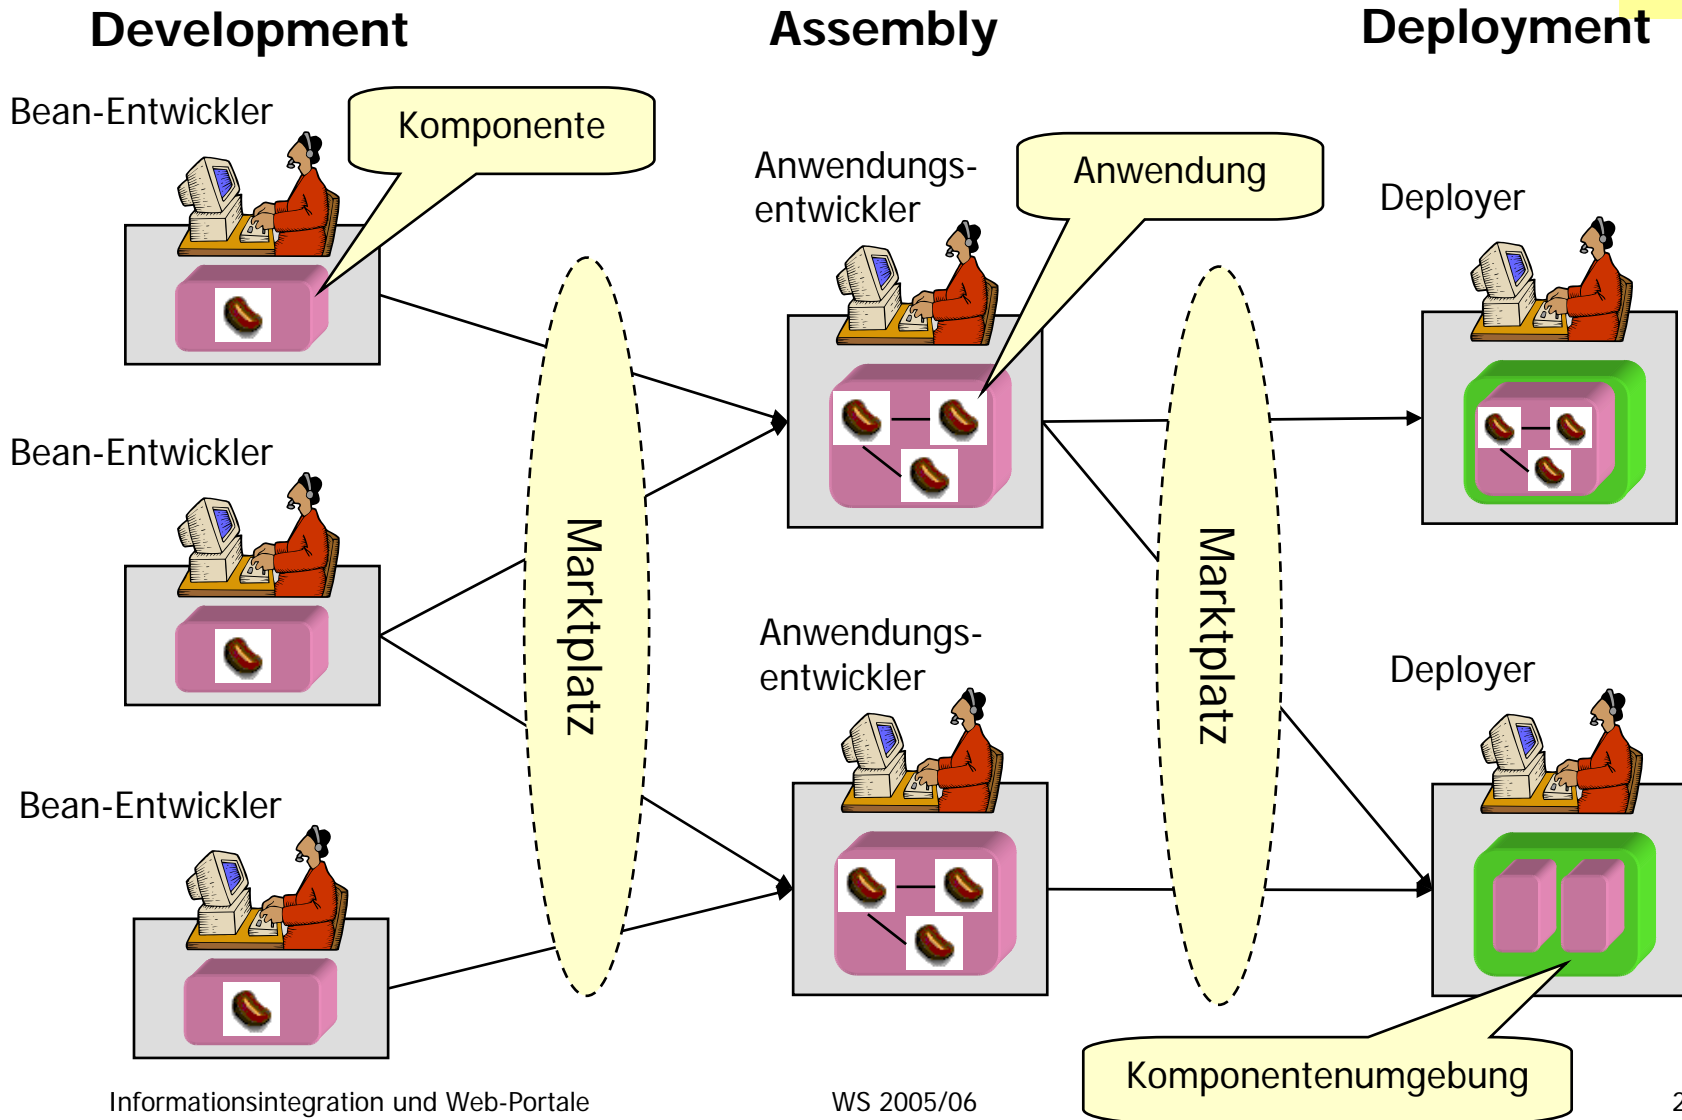 Development
Assembly
Deployment
Bean-Entwickler
Komponente
Anwendungs-
entwickler
Anwendung
Deployer
Bean-Entwickler
Marktplatz
Marktplatz
Anwendungs-
entwickler
Deployer
Bean-Entwickler
Komponentenumgebung
Informationsintegration und Web-Portale
WS 2005/06
2